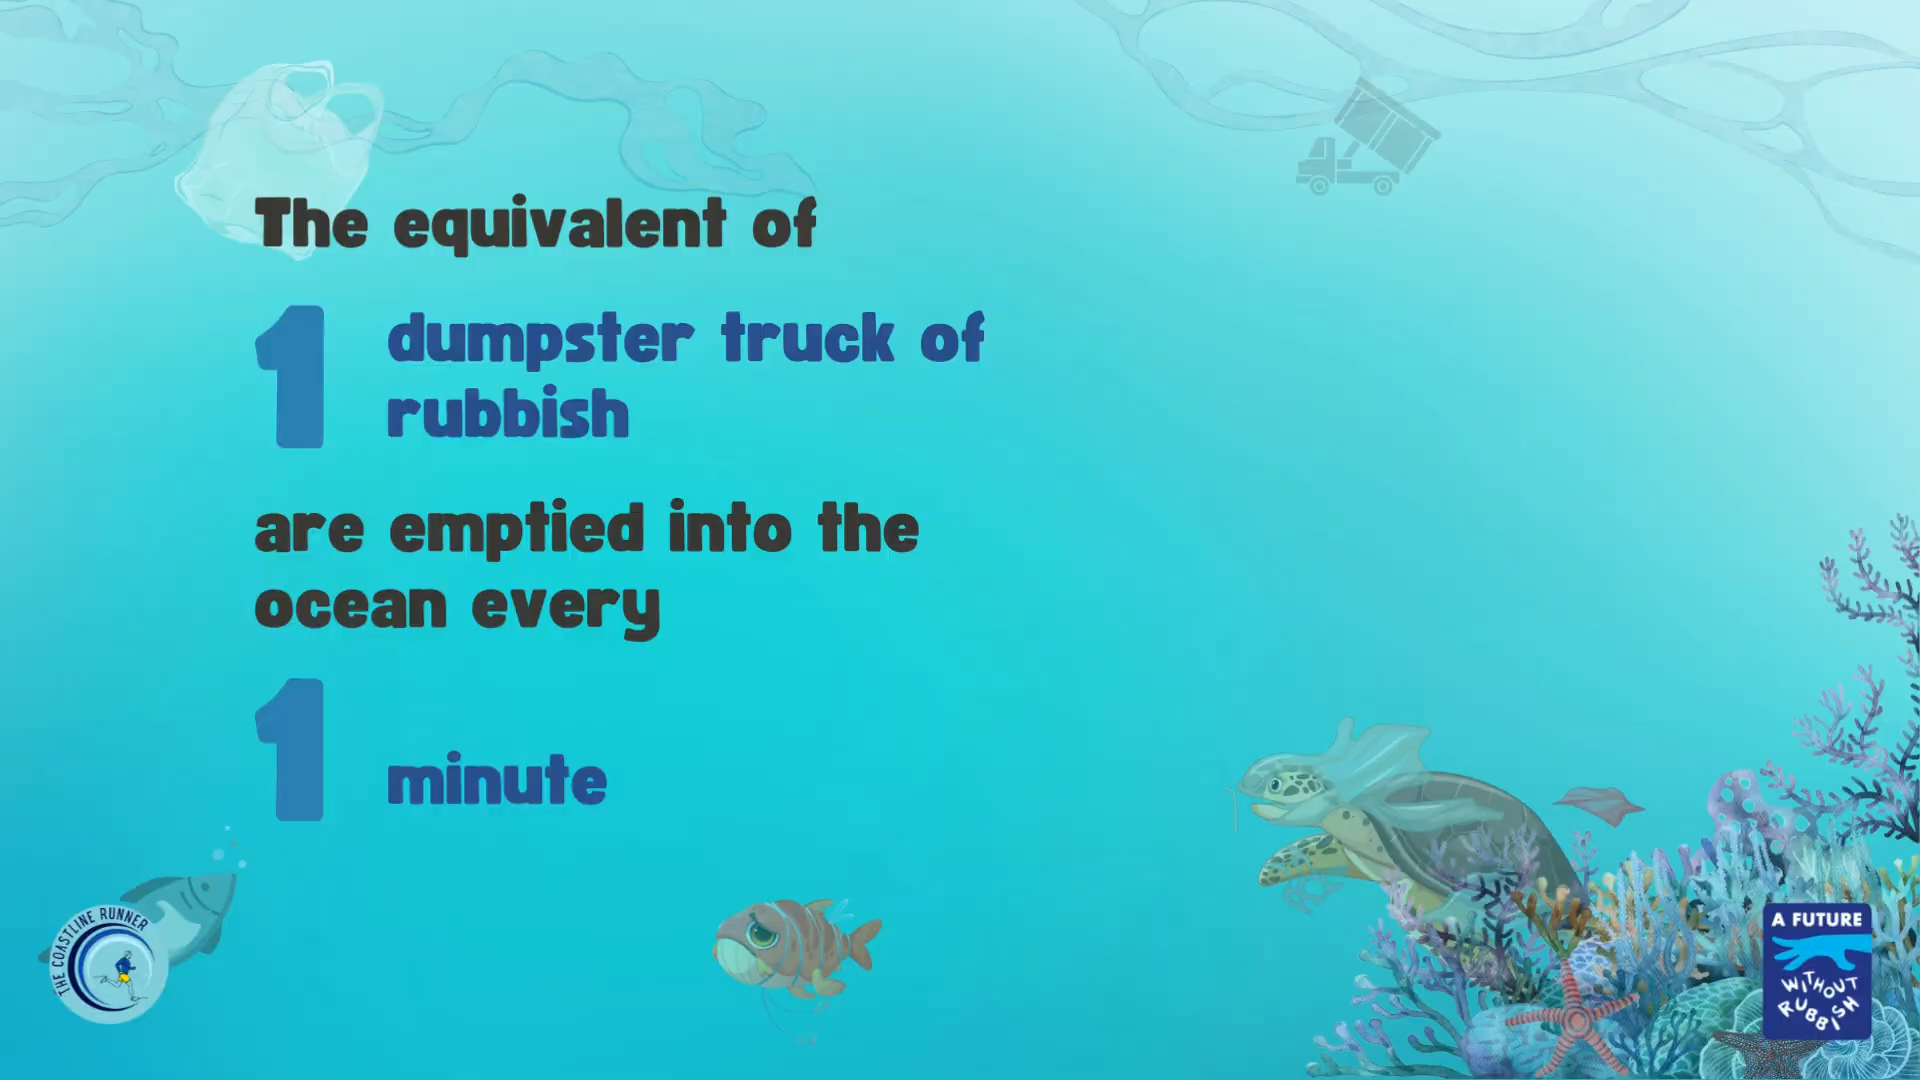 The equivalent of
1 dumpster truck of
rubbish
are emptied into the
ocean every
1 minute
THE COASTLINE RUNNER
A FUTURE
WITHOUT
RUBBISH